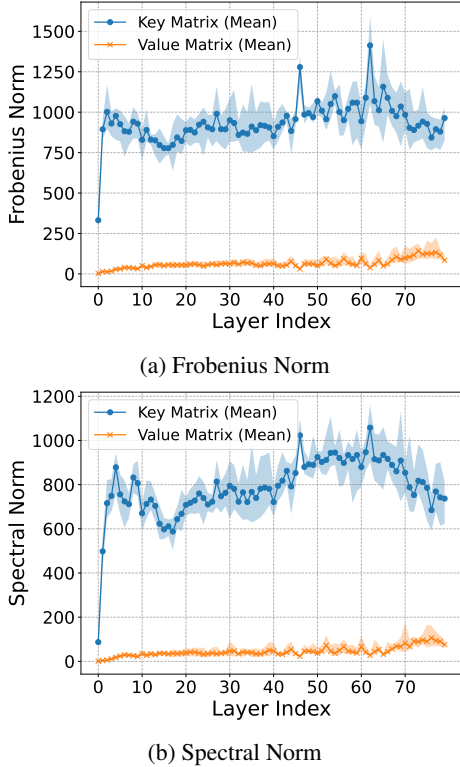 Key Matrix (Mean)
Value Matrix (Mean)
Frobenius Norm
1500
1250
1000
750
500
250
0
0 10 20 30 40 50 60 70
Layer Index
(a) Frobenius Norm
Key Matrix (Mean)
Value Matrix (Mean)
Spectral Norm
1200
1000
800
600
400
200
0
0 10 20 30 40 50 60 70
Layer Index
(b) Spectral Norm